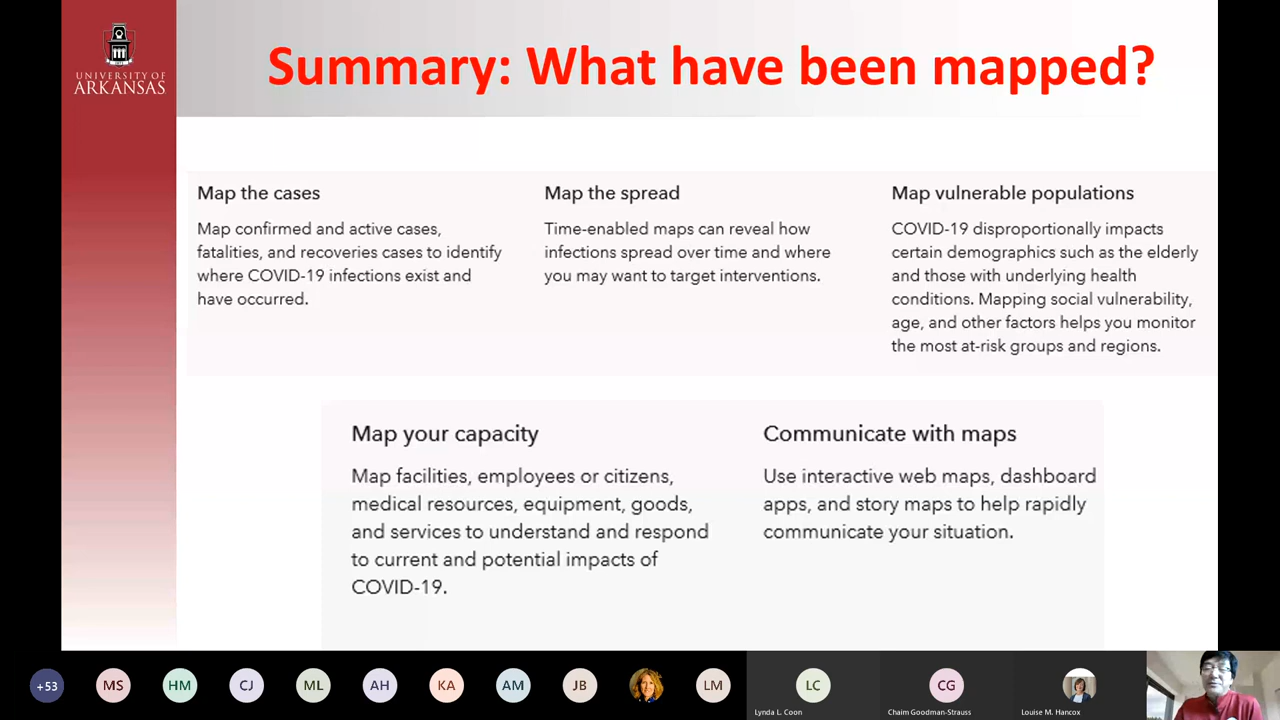 UNIVERSITY OF
ARKANSAS
Summary: What have been mapped?
Map the cases
Map confirmed and active cases,
fatalities, and recoveries cases to identify
where COVID-19 infections exist and
have occurred.
Map the spread
Time-enabled maps can reveal how
infections spread over time and where
you may want to target interventions.
Map vulnerable populations
COVID-19 disproportionally impacts
certain demographics such as the elderly
and those with underlying health
conditions. Mapping social vulnerability,
age, and other factors helps you monitor
the most at-risk groups and regions.
Map your capacity
Map facilities, employees or citizens,
medical resources, equipment, goods,
and services to understand and respond
to current and potential impacts of
COVID-19.
Communicate with maps
Use interactive web maps, dashboard
apps, and story maps to help rapidly
communicate your situation.
+53
MS
HM
CJ
ML
AH
KA
AM
JB
LM
LC
Lynda L. Coon
CG
Chaim Goodman-Strauss
Louise M. Hancox